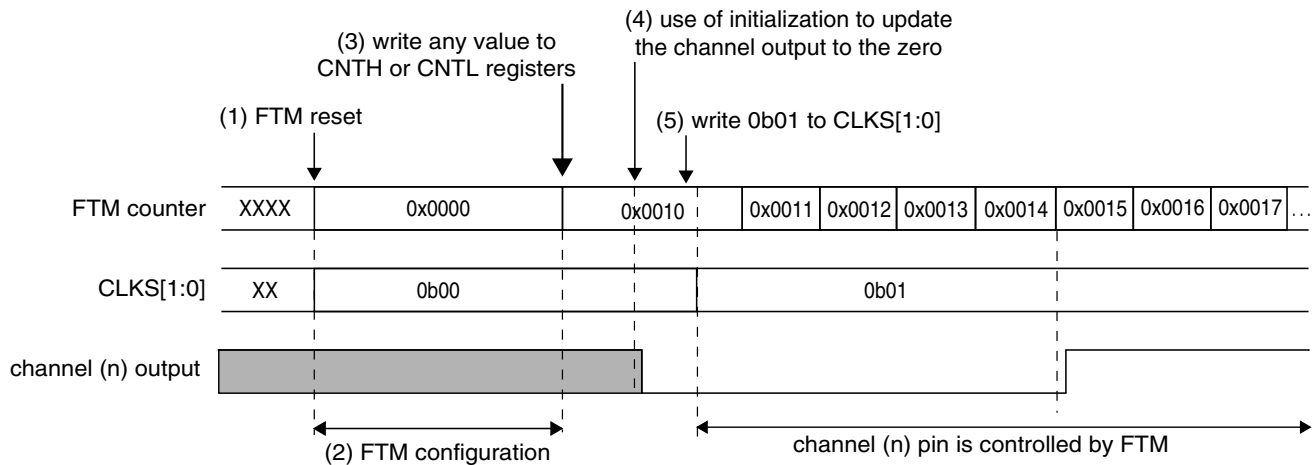 (4) use of initialization to update
the channel output to the zero
(3) write any value to
CNTH or CNTL registers
(1) FTM reset
(5) write 0b01 to CLKS[1:0]
FTM counter XXXX 0x0000 0x0010 0x0011 0x0012 0x0013 0x0014 0x0015 0x0016 0x0017 ...
CLKS[1:0] XX 0b00 0b01
channel (n) output
(2) FTM configuration
channel (n) pin is controlled by FTM